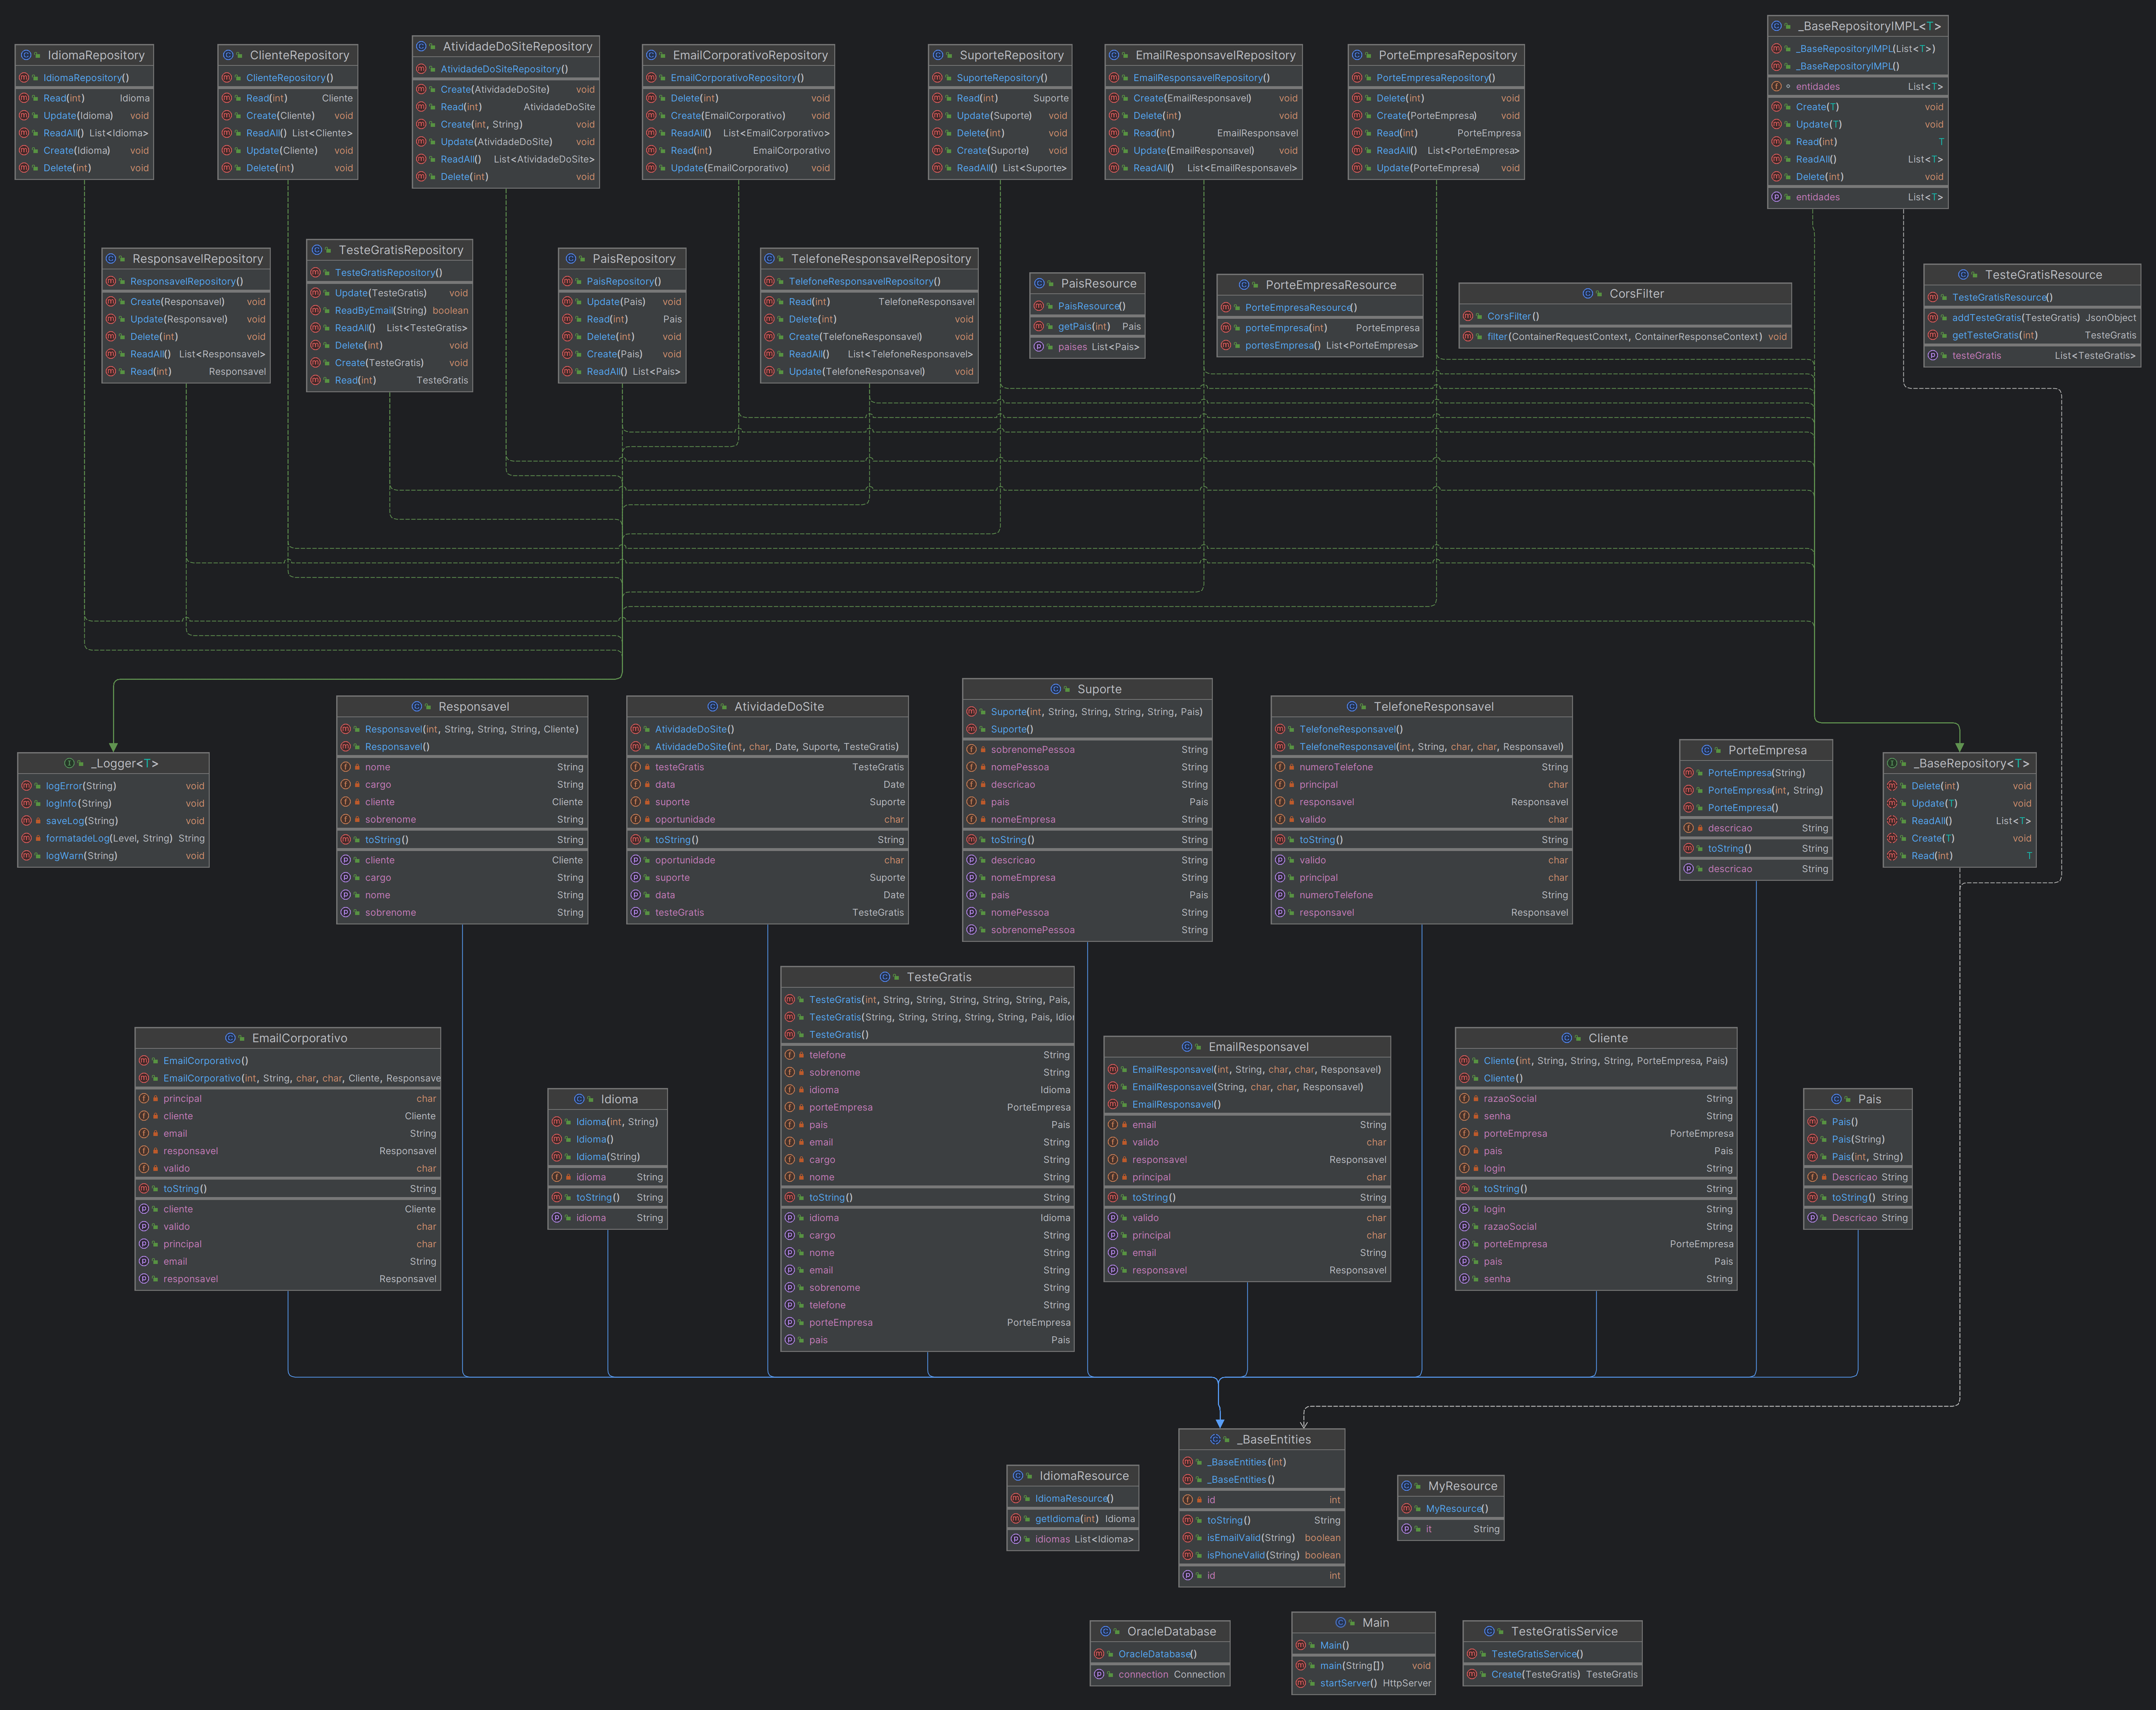 IdiomaRepository
IdiomaRepository()
Read(int) Idioma
Update(Idioma) void
ReadAll() List<Idioma>
Create(Idioma) void
Delete(int) void
ClienteRepository
ClienteRepository()
Read(int) Cliente
Create(Cliente) void
ReadAll() List<Cliente>
Update(Cliente) void
Delete(int) void
AtividadeDoSiteRepository
AtividadeDoSiteRepository()
Create(AtividadeDoSite) void
Read(int) AtividadeDoSite
Create(int, String) void
Update(AtividadeDoSite) void
ReadAll() List<AtividadeDoSite>
Delete(int) void
EmailCorporativoRepository
EmailCorporativoRepository()
Delete(int) void
Create(EmailCorporativo) void
ReadAll() List<EmailCorporativo>
Read(int) EmailCorporativo
Update(EmailCorporativo) void
SuporteRepository
SuporteRepository()
Read(int) Suporte
Update(Suporte) void
Delete(int) void
Create(Suporte) void
ReadAll() List<Suporte>
EmailResponsavelRepository
EmailResponsavelRepository()
Create(EmailResponsavel) void
Delete(int) void
Read(int) EmailResponsavel
Update(EmailResponsavel) void
ReadAll() List<EmailResponsavel>
PorteEmpresaRepository
PorteEmpresaRepository()
Delete(int) void
Create(PorteEmpresa) void
Read(int) PorteEmpresa
ReadAll() List<PorteEmpresa>
Update(PorteEmpresa) void
_BaseRepositoryIMPL<T>
_BaseRepositoryIMPL(List<T>)
_BaseRepositoryIMPL()
entidades List<T>
Create(T) void
Update(T) void
Read(int) T
ReadAll() List<T>
Delete(int) void
entidades List<T>
ResponsavelRepository
ResponsavelRepository()
Create(Responsavel) void
Update(Responsavel) void
Delete(int) void
ReadAll() List<Responsavel>
Read(int) Responsavel
TesteGratisRepository
TesteGratisRepository()
Update(TesteGratis) void
ReadByEmail(String) boolean
ReadAll() List<TesteGratis>
Delete(int) void
Create(TesteGratis) void
Read(int) TesteGratis
PaisRepository
PaisRepository()
Update(Pais) void
Read(int) Pais
Delete(int) void
Create(Pais) void
ReadAll() List<Pais>
TelefoneResponsavelRepository
TelefoneResponsavelRepository()
Read(int) TelefoneResponsavel
Delete(int) void
Create(TelefoneResponsavel) void
ReadAll() List<TelefoneResponsavel>
Update(TelefoneResponsavel) void
PaisResource
PaisResource()
getPais(int) Pais
paises List<Pais>
PorteEmpresaResource
PorteEmpresaResource()
porteEmpresa(int) PorteEmpresa
portesEmpresa() List<PorteEmpresa>
CorsFilter
CorsFilter()
filter(ContainerRequestContext, ContainerResponseContext) void
TesteGratisResource
TesteGratisResource()
addTesteGratis(TesteGratis) JsonObject
getTesteGratis(int) TesteGratis
testeGratis List<TesteGratis>
_Logger<T>
logError(String) void
logInfo(String) void
saveLog(String) void
formatadeLog(Level, String) String
logWarn(String) void
Responsavel
Responsavel(int, String, String, String, Cliente)
Responsavel()
nome String
cargo String
cliente Cliente
sobrenome String
toString() String
cliente Cliente
cargo String
nome String
sobrenome String
AtividadeDoSite
AtividadeDoSite()
AtividadeDoSite(int, char, Date, Suporte, TesteGratis)
testeGratis TesteGratis
data Date
suporte Suporte
oportunidade char
toString() String
oportunidade char
suporte Suporte
data Date
testeGratis TesteGratis
Suporte
Suporte(int, String, String, String, String, Pais)
Suporte()
sobrenomePessoa String
nomePessoa String
descricao String
pais Pais
nomeEmpresa String
toString() String
descricao String
nomeEmpresa String
pais Pais
nomePessoa String
sobrenomePessoa String
TelefoneResponsavel
TelefoneResponsavel()
TelefoneResponsavel(int, String, char, char, Responsavel)
numeroTelefone String
principal char
responsavel Responsavel
valido char
toString() String
valido char
principal char
numeroTelefone String
responsavel Responsavel
PorteEmpresa
PorteEmpresa(String)
PorteEmpresa(int, String)
PorteEmpresa()
descricao String
toString() String
descricao String
_BaseRepository<T>
Delete(int) void
Update(T) void
ReadAll() List<T>
Create(T) void
Read(int) T
EmailCorporativo
EmailCorporativo()
EmailCorporativo(int, String, char, char, Cliente, Responsave
principal char
cliente Cliente
email String
responsavel Responsavel
valido char
toString() String
cliente Cliente
valido char
principal char
email String
responsavel Responsavel
Idioma
Idioma(int, String)
Idioma()
Idioma(String)
idioma String
toString() String
idioma String
TesteGratis
TesteGratis(int, String, String, String, String, String, Pais,
TesteGratis(String, String, String, String, String, Pais, Idio
TesteGratis()
telefone String
sobrenome String
idioma Idioma
porteEmpresa PorteEmpresa
pais Pais
email String
cargo String
nome String
toString() String
idioma Idioma
cargo String
nome String
email String
sobrenome String
telefone String
porteEmpresa PorteEmpresa
pais Pais
EmailResponsavel
EmailResponsavel(int, String, char, char, Responsavel)
EmailResponsavel(String, char, char, Responsavel)
EmailResponsavel()
email String
valido char
responsavel Responsavel
principal char
toString() String
valido char
principal char
email String
responsavel Responsavel
Cliente
Cliente(int, String, String, String, PorteEmpresa, Pais)
Cliente()
razaoSocial String
senha String
porteEmpresa PorteEmpresa
pais Pais
login String
toString() String
login String
razaoSocial String
porteEmpresa PorteEmpresa
pais Pais
senha String
Pais
Pais()
Pais(String)
Pais(int, String)
Descricao String
toString() String
Descricao String
IdiomaResource
IdiomaResource()
getIdioma(int) Idioma
idiomas List<Idioma>
_BaseEntities
_BaseEntities(int)
_BaseEntities()
id int
toString() String
isEmailValid(String) boolean
isPhoneValid(String) boolean
id int
MyResource
MyResource()
it String
OracleDatabase
OracleDatabase()
connection Connection
Main
Main()
main(String[]) void
startServer() HttpServer
TesteGratisService
TesteGratisService()
Create(TesteGratis) TesteGratis